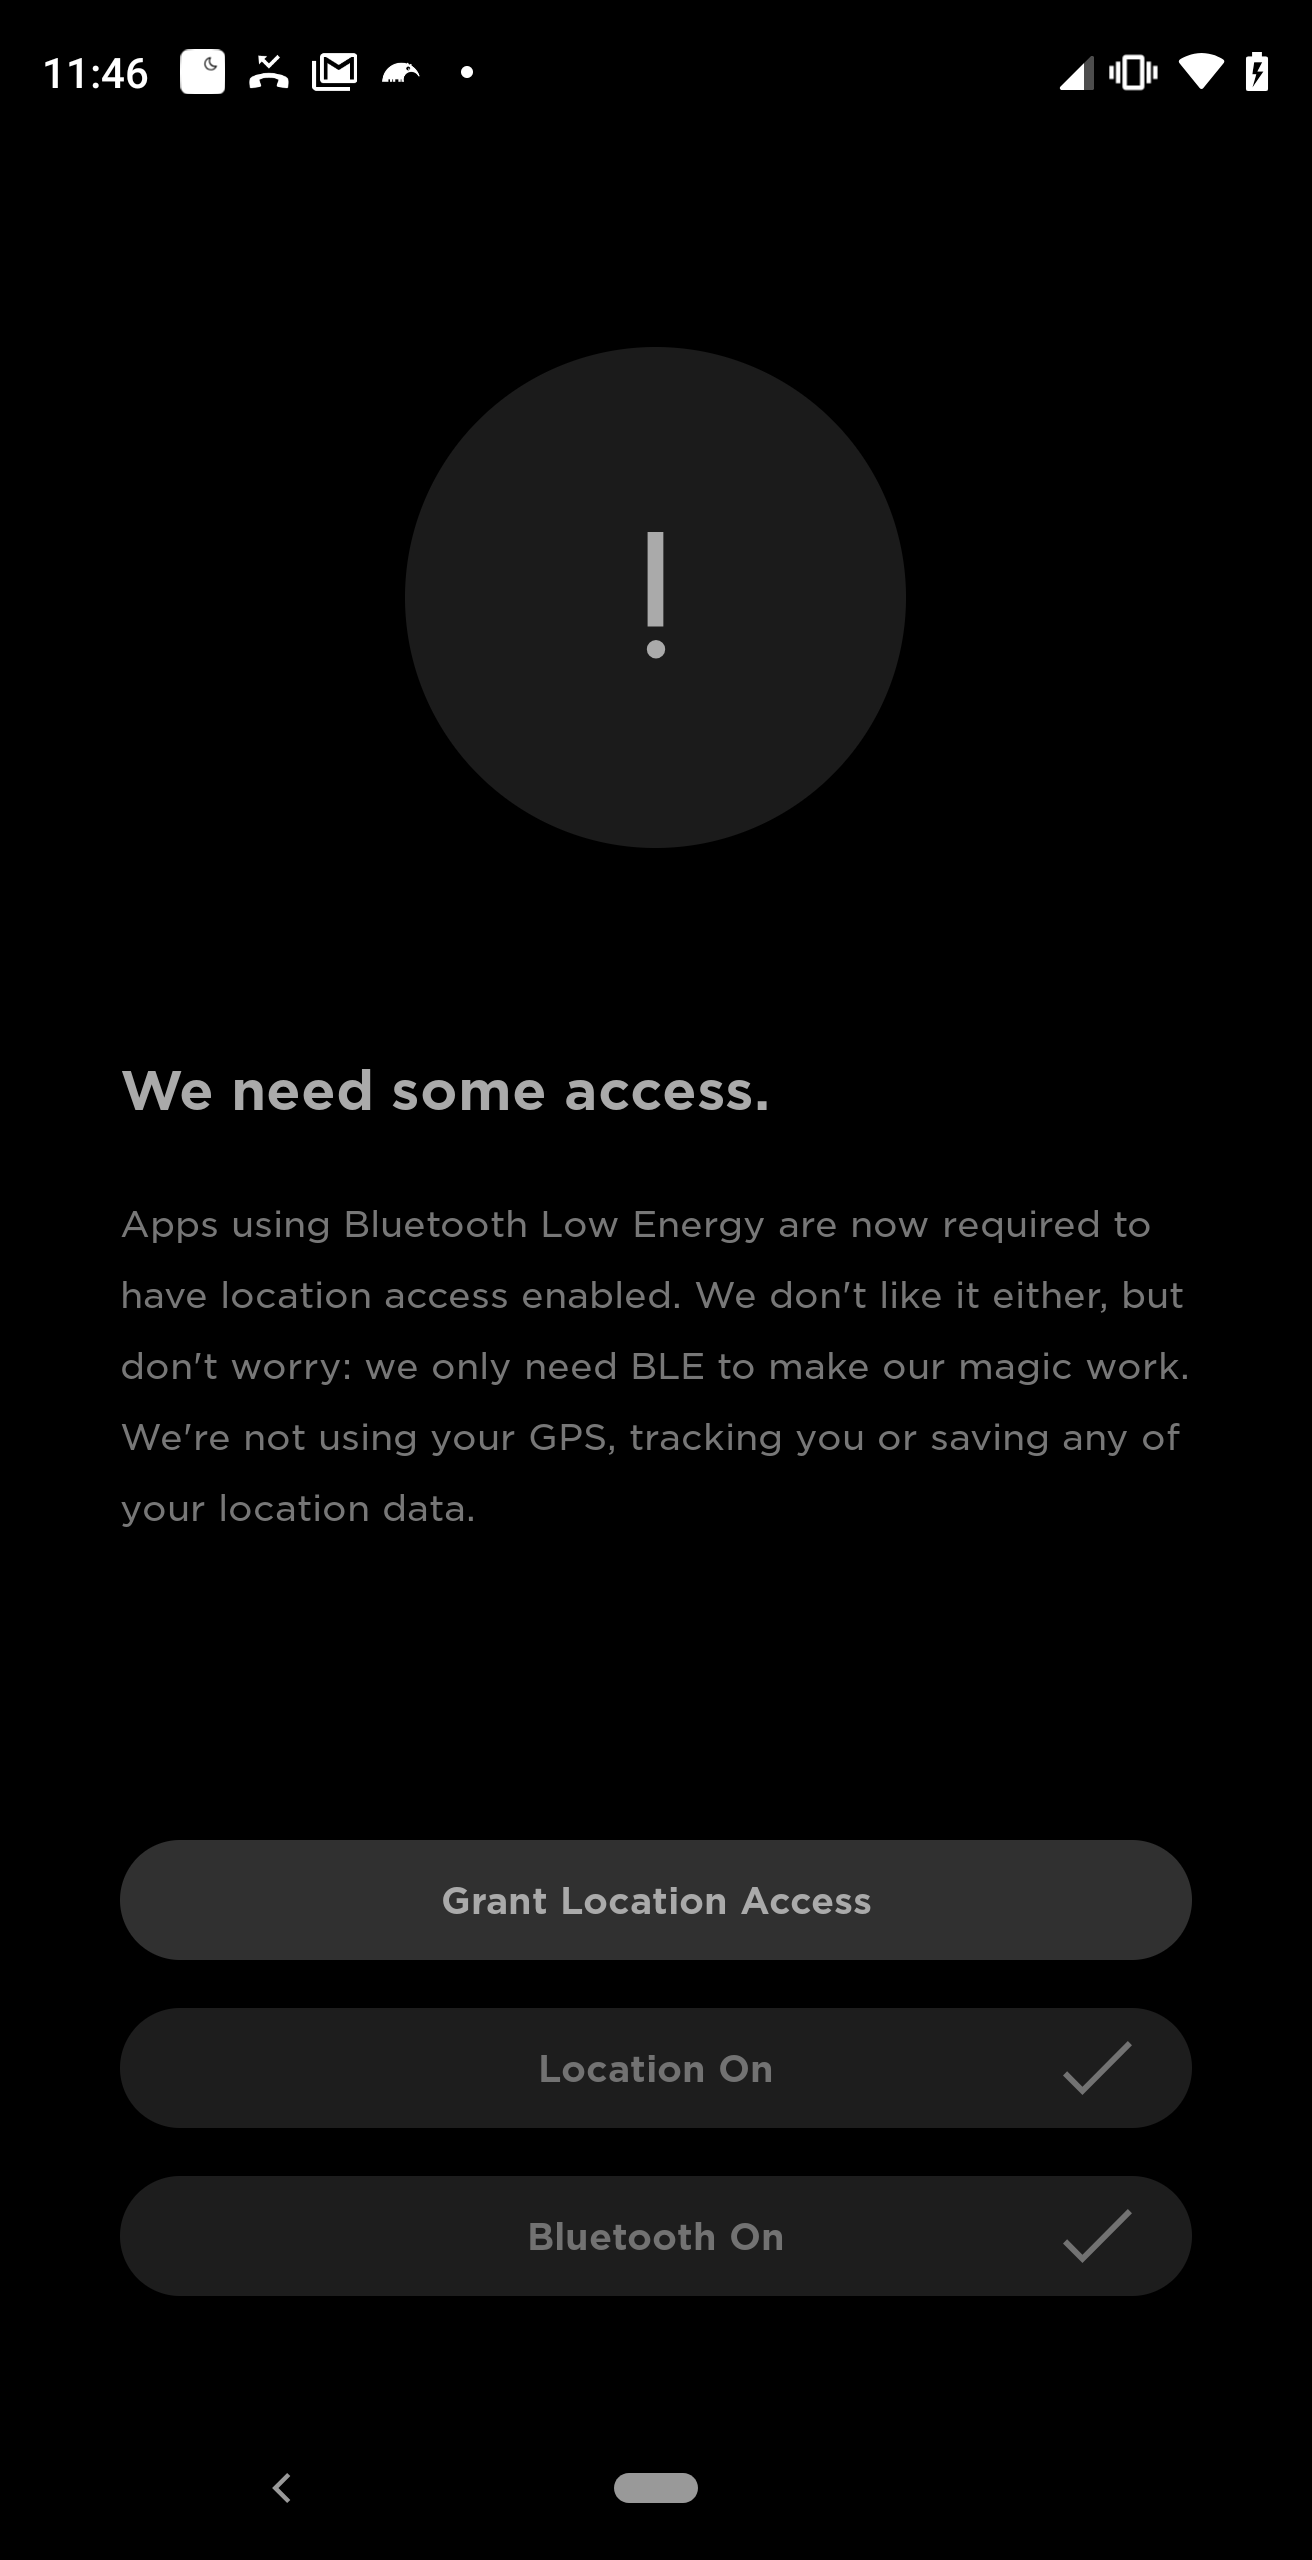 11:46
We need some access.
Apps using Bluetooth Low Energy are now required to
have location access enabled. We don't like it either, but
don't worry: we only need BLE to make our magic work.
We're not using your GPS, tracking you or saving any of
your location data.
Grant Location Access
Location On
Bluetooth On